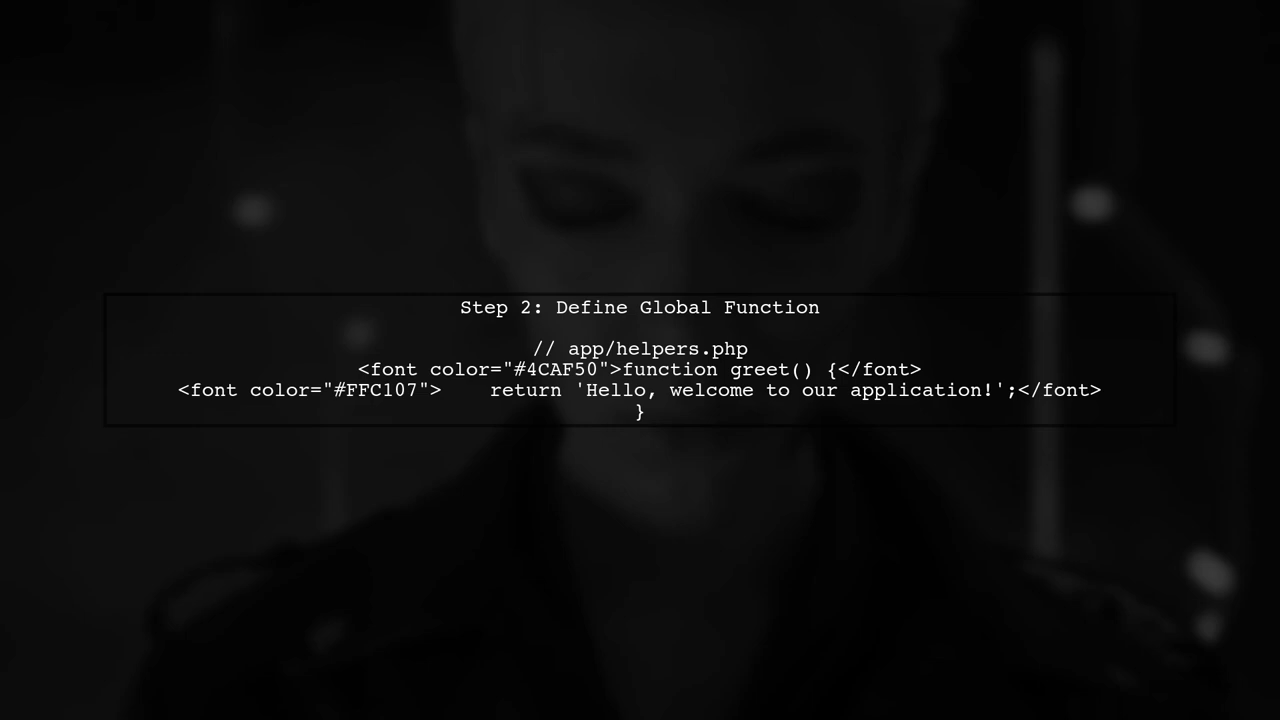 Step 2: Define Global Function
// app/helpers.php
<font color="#4CAF50">function greet() {</font>
<font color="#FFC107">    return 'Hello, welcome to our application!';</font>
}